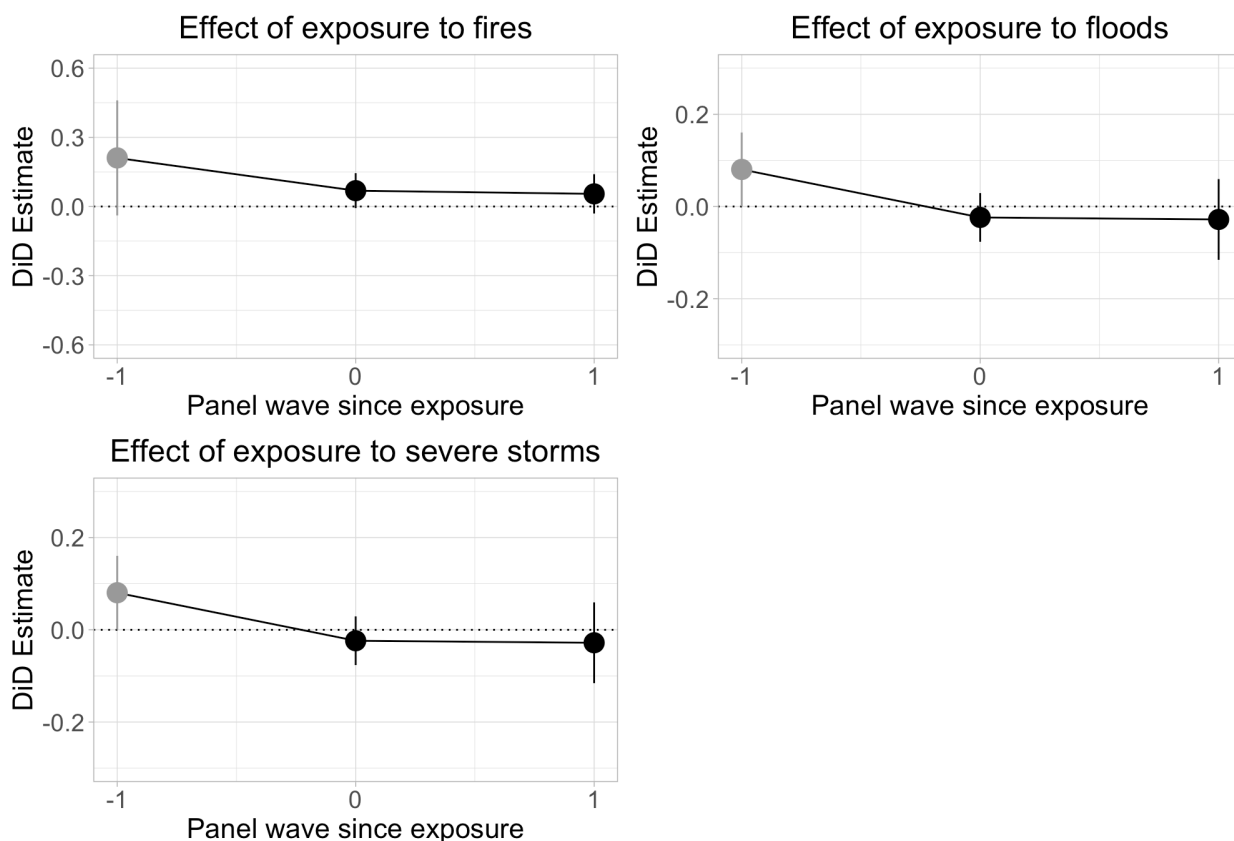 Effect of exposure to fires
DiD Estimate
0.6
0.3
0.0
-0.3
-0.6
-1 0 1
Panel wave since exposure
Effect of exposure to floods
DiD Estimate
0.2
0.0
-0.2
-1 0 1
Panel wave since exposure
Effect of exposure to severe storms
DiD Estimate
0.2
0.0
-0.2
-1 0 1
Panel wave since exposure